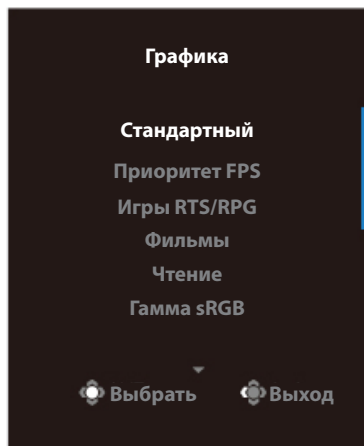 Графика
Стандартный
Приоритет FPS
Игры RTS/RPG
Фильмы
Чтение
Гамма sRGB
Выбрать Выход